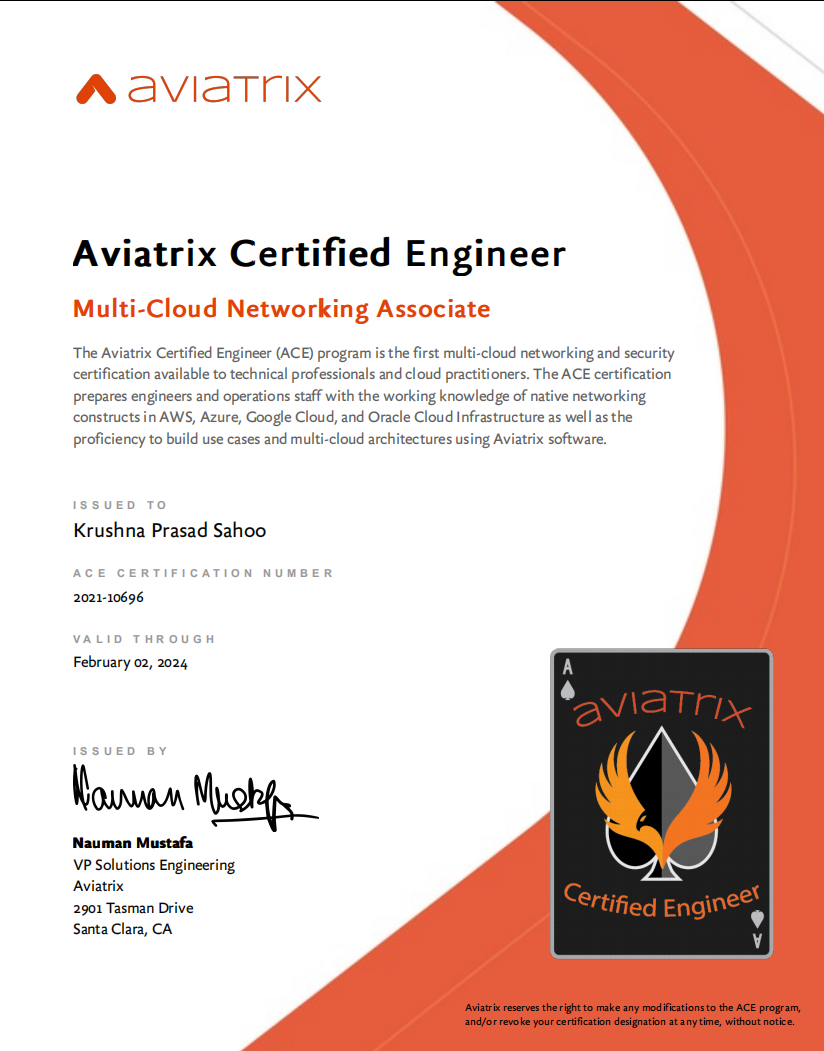 aviatrix
Aviatrix Certified Engineer
Multi-Cloud Networking Associate
The Aviatrix Certified Engineer (ACE) program is the first multi-cloud networking and security
certification available to technical professionals and cloud practitioners. The ACE certification
prepares engineers and operations staff with the working knowledge of native networking
constructs in AWS, Azure, Google Cloud, and Oracle Cloud Infrastructure as well as the
proficiency to build use cases and multi-cloud architectures using Aviatrix software.
ISSUED TO
Krushna Prasad Sahoo
ACE CERTIFICATION NUMBER
2021-10696
VALID THROUGH
February 02, 2024
ISSUED BY
Nauman Mustafa
Nauman Mustafa
VP Solutions Engineering
Aviatrix
2901 Tasman Drive
Santa Clara, CA
A
aviatrix
Certified Engineer
A
Aviatrix reserves the right to make any modifications to the ACE program,
and/or revoke your certification designation at any time, without notice.